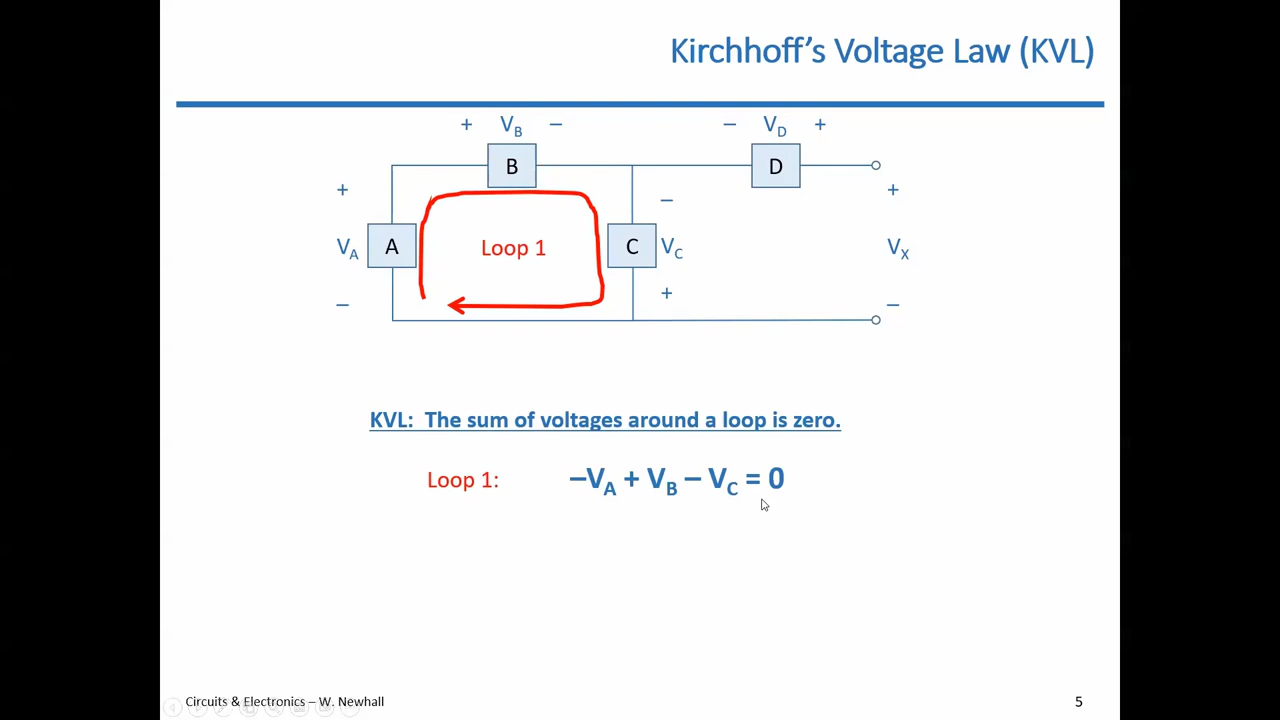 Kirchhoff's Voltage Law (KVL)
+ V_B – – V_D +
B D
+ – +
V_A A Loop 1 C V_C V_X
– + –
KVL: The sum of voltages around a loop is zero.
Loop 1: –V_A + V_B – V_C = 0
Circuits & Electronics – W. Newhall 5